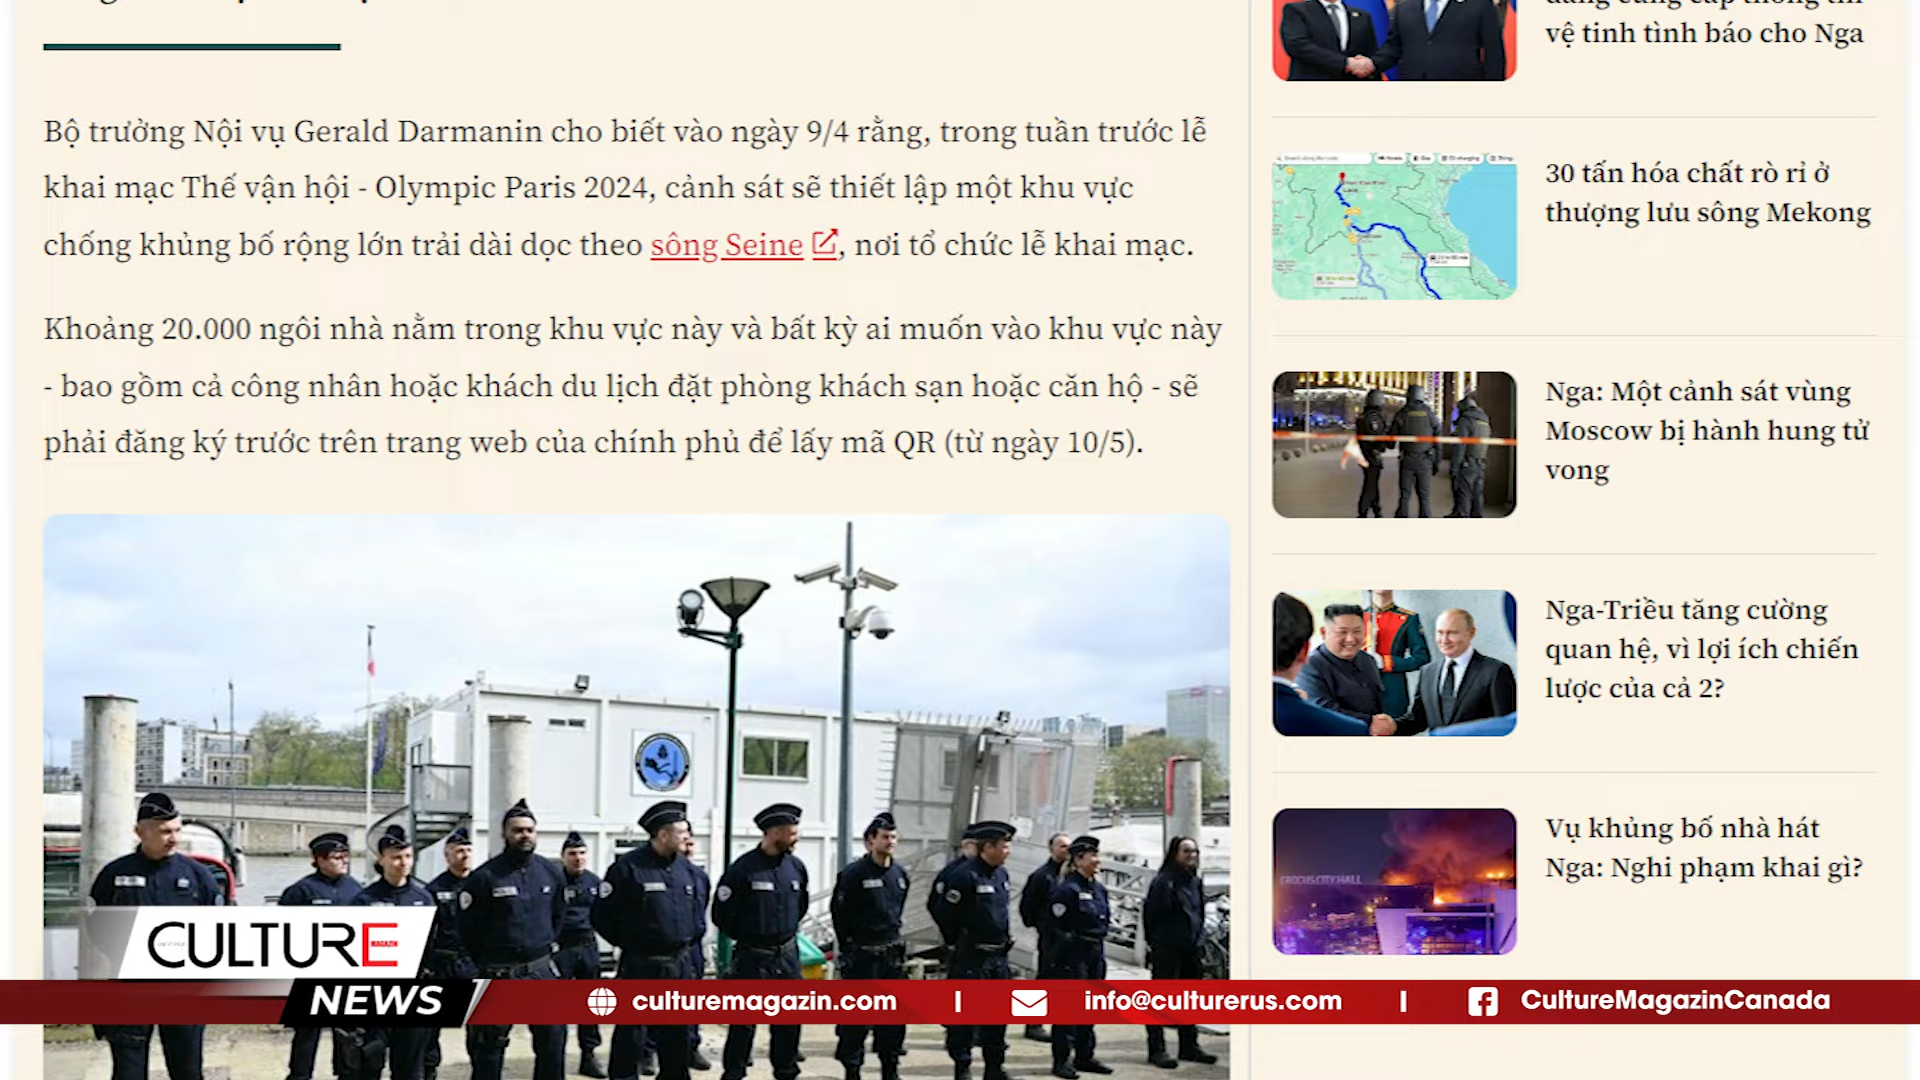 Bộ trưởng Nội vụ Gerald Darmanin cho biết vào ngày 9/4 rằng, trong tuần trước lễ
khai mạc Thế vận hội - Olympic Paris 2024, cảnh sát sẽ thiết lập một khu vực
chống khủng bố rộng lớn trải dài dọc theo sông Seine, nơi tổ chức lễ khai mạc.
Khoảng 20.000 ngôi nhà nằm trong khu vực này và bất kỳ ai muốn vào khu vực này
- bao gồm cả công nhân hoặc khách du lịch đặt phòng khách sạn hoặc căn hộ - sẽ
phải đăng ký trước trên trang web của chính phủ để lấy mã QR (từ ngày 10/5).
vệ tinh tình báo cho Nga
30 tấn hóa chất rò rỉ ở
thượng lưu sông Mekong
Nga: Một cảnh sát vùng
Moscow bị hành hung tử
vong
Nga-Triều tăng cường
quan hệ, vì lợi ích chiến
lược của cả 2?
CROCUS CITY HALL
Vụ khủng bố nhà hát
Nga: Nghi phạm khai gì?
CULTURE
MAGAZIN
NEWS
culturemagazin.com | info@culturerus.com | CultureMagazinCanada